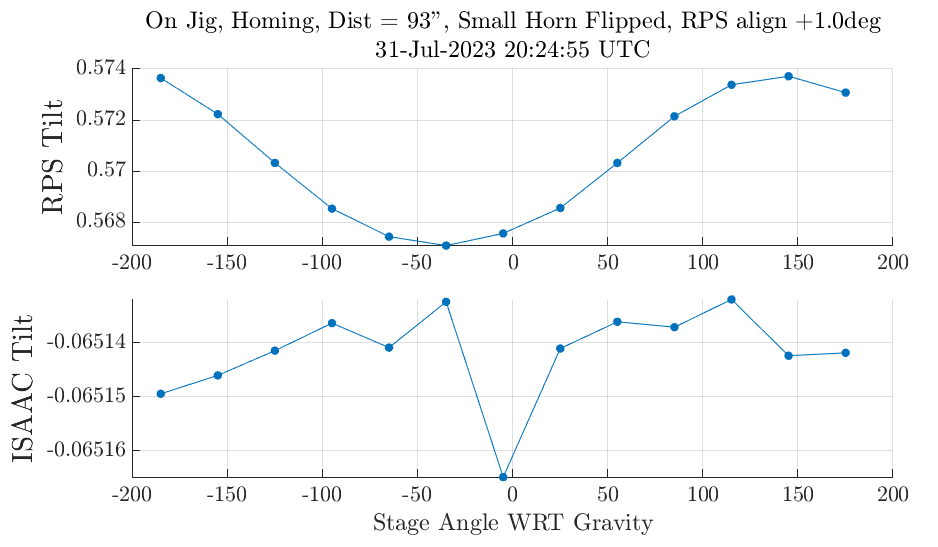 On Jig, Homing, Dist = 93”, Small Horn Flipped, RPS align +1.0deg
31-Jul-2023 20:24:55 UTC
0.574
0.572
0.57
0.568
RPS Tilt
-200 -150 -100 -50 0 50 100 150 200
-0.06514
-0.06515
-0.06516
ISAAC Tilt
-200 -150 -100 -50 0 50 100 150 200
Stage Angle WRT Gravity